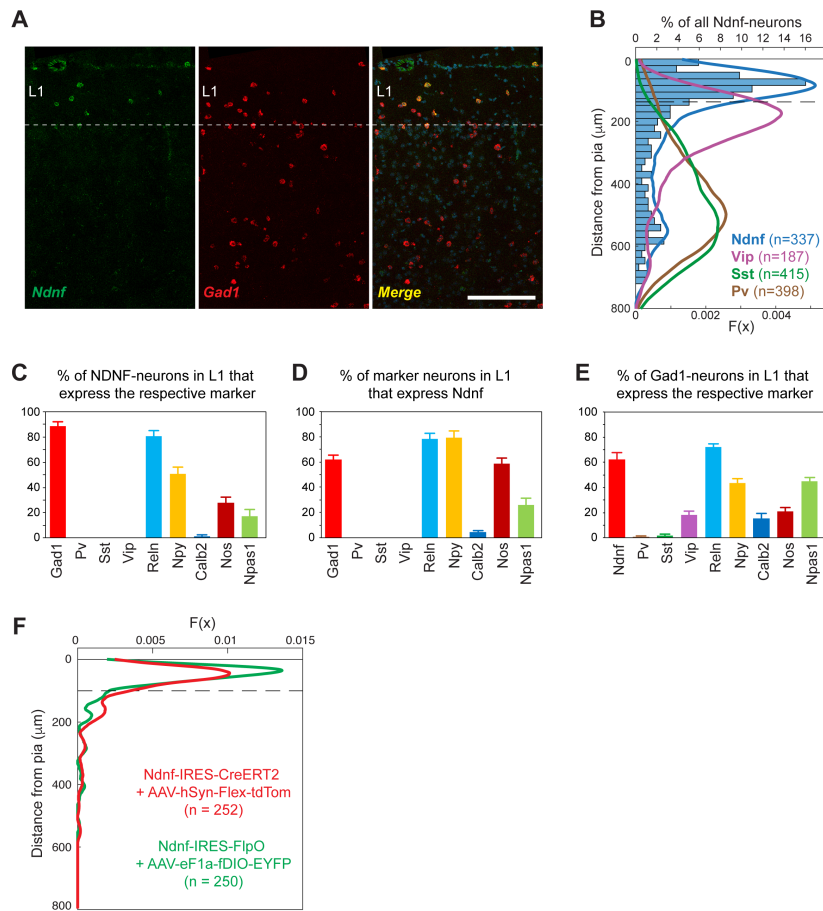 A
L1
L1
L1
Ndnf
Gad1
Merge
B
% of all Ndnf-neurons
0 2 4 6 8 10 12 14 16
0
200
400
600
800
Distance from pia (μm)
Ndnf (n=337)
Vip (n=187)
Sst (n=415)
Pv (n=398)
0 0.002 0.004
F(x)
C
% of NDNF-neurons in L1 that
express the respective marker
100
80
60
40
20
0
Gad1
Pv
Sst
Vip
Reln
Npy
Calb2
Nos
Npas1
D
% of marker neurons in L1
that express Ndnf
100
80
60
40
20
0
Gad1
Pv
Sst
Vip
Reln
Npy
Calb2
Nos
Npas1
E
% of Gad1-neurons in L1 that
express the respective marker
100
80
60
40
20
0
Ndnf
Pv
Sst
Vip
Reln
Npy
Calb2
Nos
Npas1
F
F(x)
0 0.005 0.01 0.015
0
200
400
600
800
Distance from pia (μm)
Ndnf-IRES-CreERT2
+ AAV-hSyn-Flex-tdTom
(n = 252)
Ndnf-IRES-FlpO
+ AAV-eF1a-fDIO-EYFP
(n = 250)